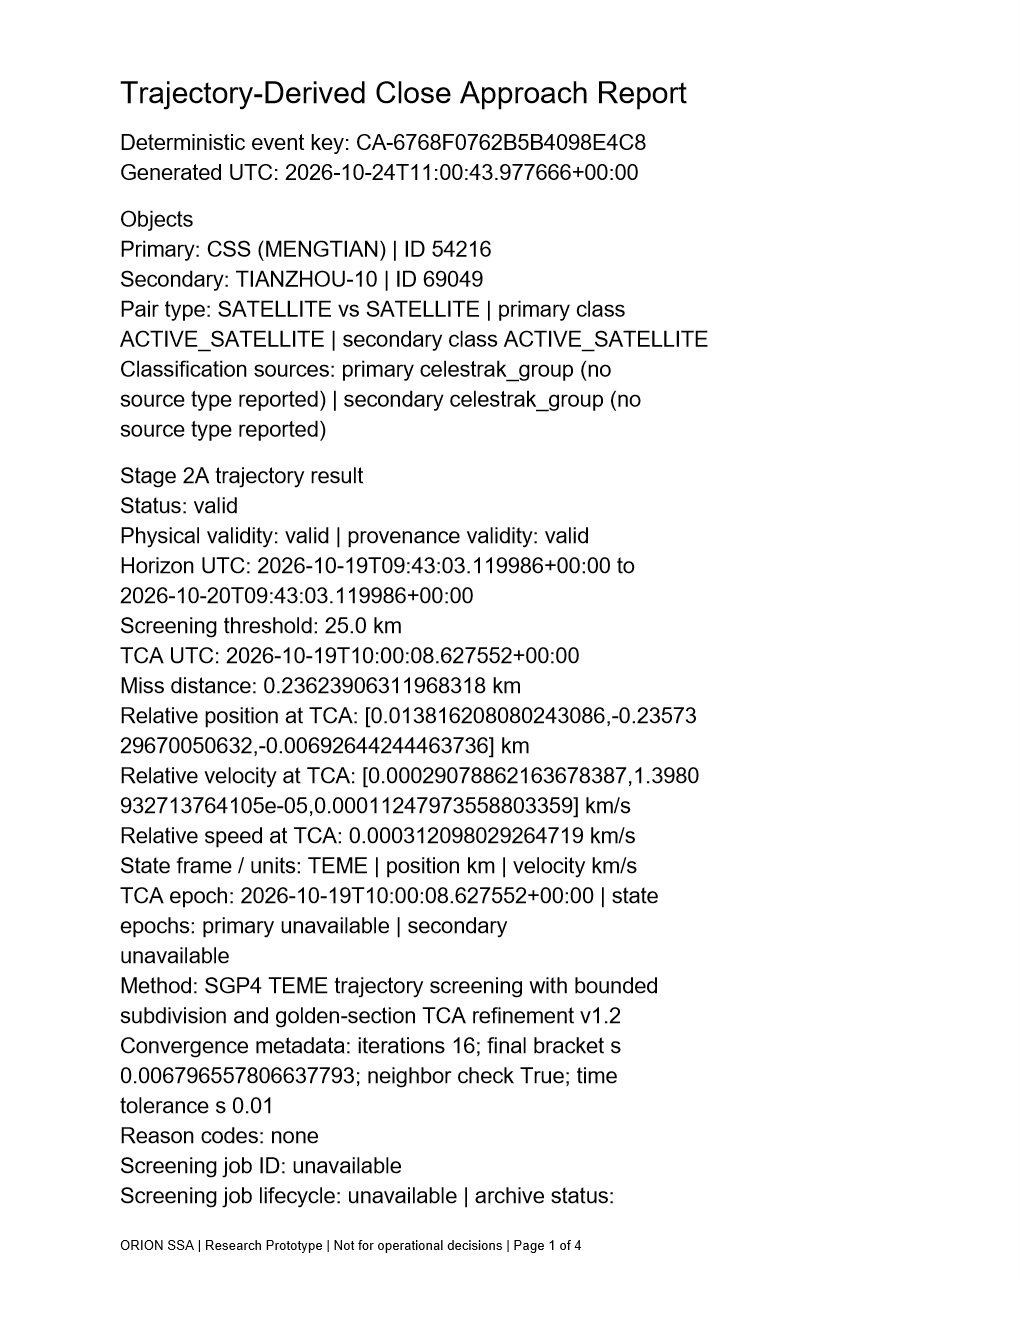 Trajectory-Derived Close Approach Report
Deterministic event key: CA-6768F0762B5B4098E4C8
Generated UTC: 2026-10-24T11:00:43.977666+00:00
Objects
Primary: CSS (MENGTIAN) | ID 54216
Secondary: TIANZHOU-10 | ID 69049
Pair type: SATELLITE vs SATELLITE | primary class
ACTIVE_SATELLITE | secondary class ACTIVE_SATELLITE
Classification sources: primary celestrak_group (no
source type reported) | secondary celestrak_group (no
source type reported)
Stage 2A trajectory result
Status: valid
Physical validity: valid | provenance validity: valid
Horizon UTC: 2026-10-19T09:43:03.119986+00:00 to
2026-10-20T09:43:03.119986+00:00
Screening threshold: 25.0 km
TCA UTC: 2026-10-19T10:00:08.627552+00:00
Miss distance: 0.23623906311968318 km
Relative position at TCA: [0.013816208080243086,-0.23573
29670050632,-0.00692644244463736] km
Relative velocity at TCA: [0.00029078862163678387,1.3980
932713764105e-05,0.00011247973558803359] km/s
Relative speed at TCA: 0.000312098029264719 km/s
State frame / units: TEME | position km | velocity km/s
TCA epoch: 2026-10-19T10:00:08.627552+00:00 | state
epochs: primary unavailable | secondary
unavailable
Method: SGP4 TEME trajectory screening with bounded
subdivision and golden-section TCA refinement v1.2
Convergence metadata: iterations 16; final bracket s
0.006796557806637793; neighbor check True; time
tolerance s 0.01
Reason codes: none
Screening job ID: unavailable
Screening job lifecycle: unavailable | archive status:
ORION SSA | Research Prototype | Not for operational decisions | Page 1 of 4